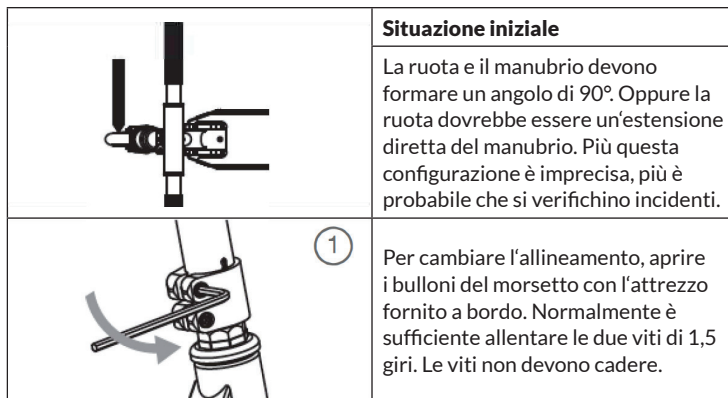 Situazione iniziale
La ruota e il manubrio devono
formare un angolo di 90°. Oppure la
ruota dovrebbe essere un‘estensione
diretta del manubrio. Più questa
configurazione è imprecisa, più è
probabile che si verifichino incidenti.
1
Per cambiare l‘allineamento, aprire
i bulloni del morsetto con l‘attrezzo
fornito a bordo. Normalmente è
sufficiente allentare le due viti di 1,5
giri. Le viti non devono cadere.